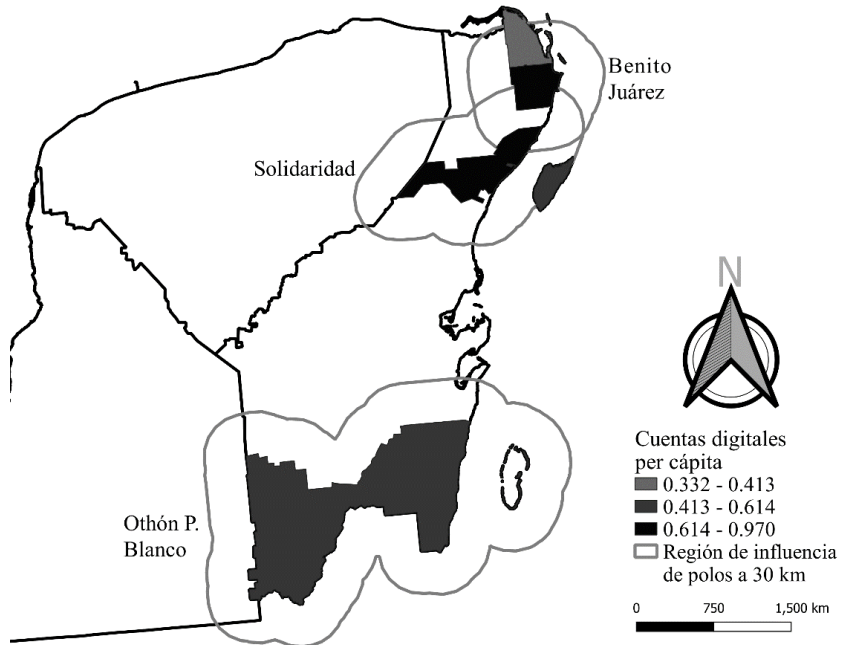 Benito
Juárez
Solidaridad
N
Othón P.
Blanco
Cuentas digitales
per cápita
0.332 - 0.413
0.413 - 0.614
0.614 - 0.970
Región de influencia
de polos a 30 km
0 750 1,500 km